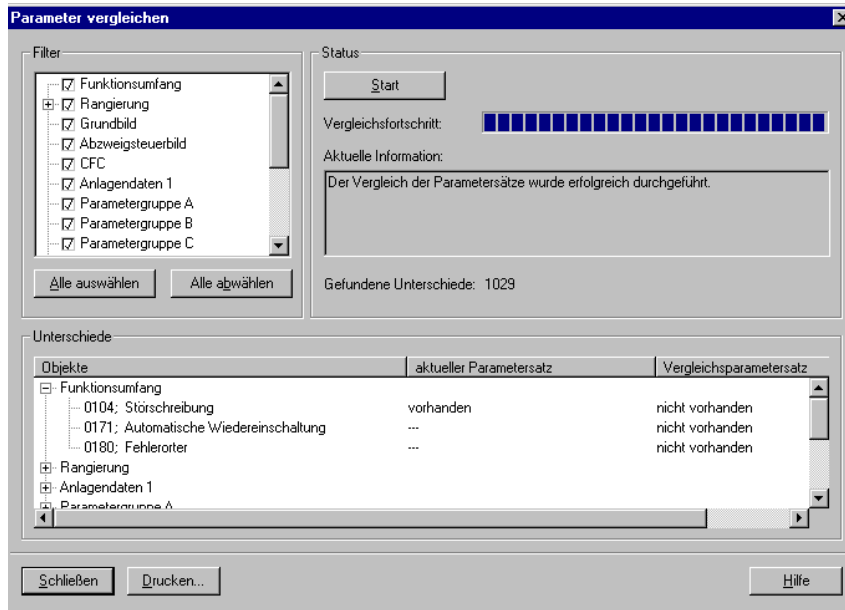 Parameter vergleichen
Filter
Funktionsumfang
Rangierung
Grundbild
Abzweigsteuerbild
CFC
Anlagendaten 1
Parametergruppe A
Parametergruppe B
Parametergruppe C
Alle auswählen Alle abwählen
Status
Start
Vergleichsfortschritt:
Aktuelle Information:
Der Vergleich der Parametersätze wurde erfolgreich durchgeführt.
Gefundene Unterschiede: 1029
Unterschiede
Objekte aktueller Parametersatz Vergleichsparametersatz
Funktionsumfang
0104; Störschreibung vorhanden nicht vorhanden
0171; Automatische Wiedereinschaltung --- nicht vorhanden
0180; Fehlerorter --- nicht vorhanden
Rangierung
Anlagendaten 1
Parametergruppe A
Schließen Drucken... Hilfe